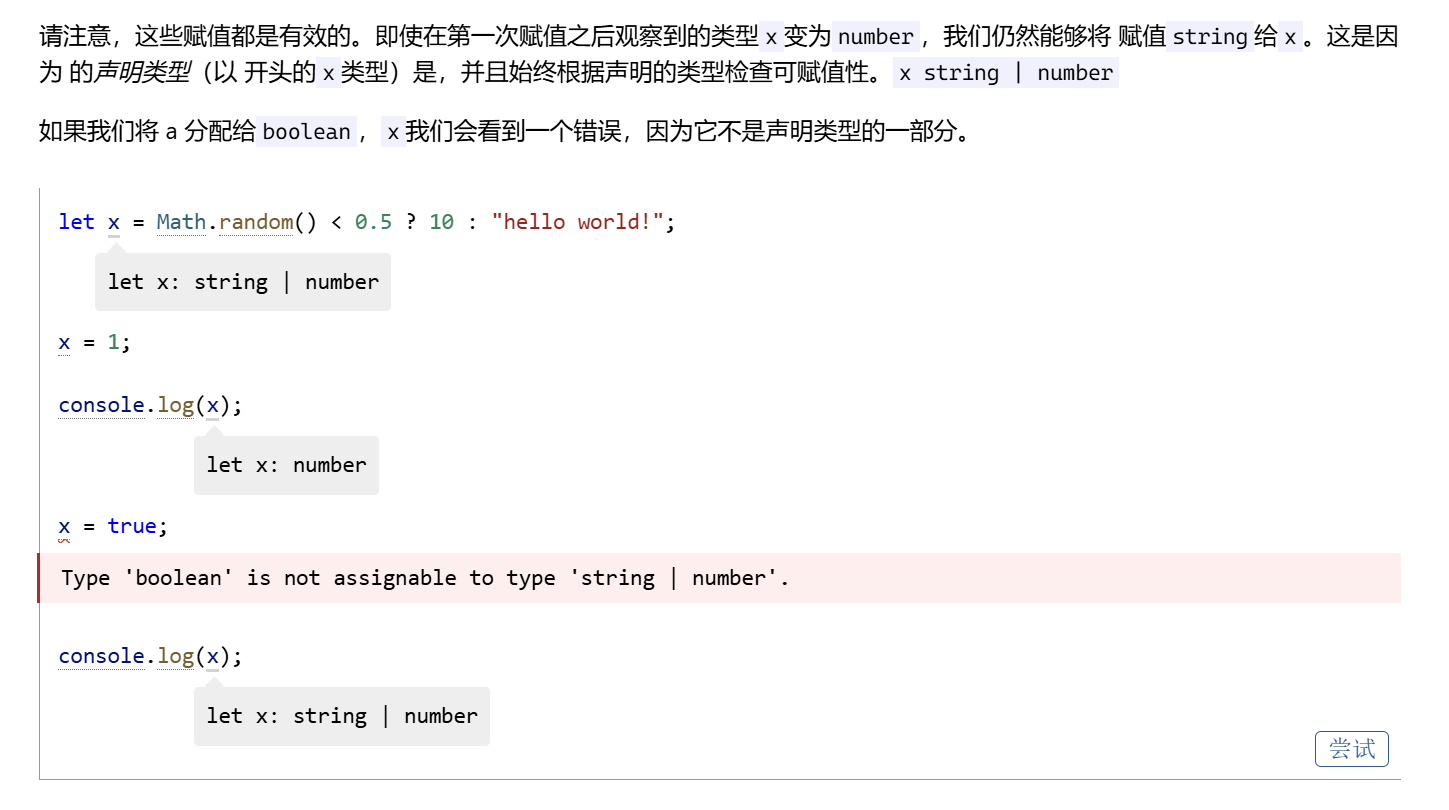 请注意，这些赋值都是有效的。即使在第一次赋值之后观察到的类型 x 变为 number ，我们仍然能够将 赋值 string 给 x 。这是因
为 的声明类型（以 开头的 x 类型）是，并且始终根据声明的类型检查可赋值性。 x string | number
如果我们将 a 分配给 boolean ， x 我们会看到一个错误，因为它不是声明类型的一部分。
let x = Math.random() < 0.5 ? 10 : "hello world!";
let x: string | number
x = 1;
console.log(x);
let x: number
x = true;
Type 'boolean' is not assignable to type 'string | number'.
console.log(x);
let x: string | number
尝试